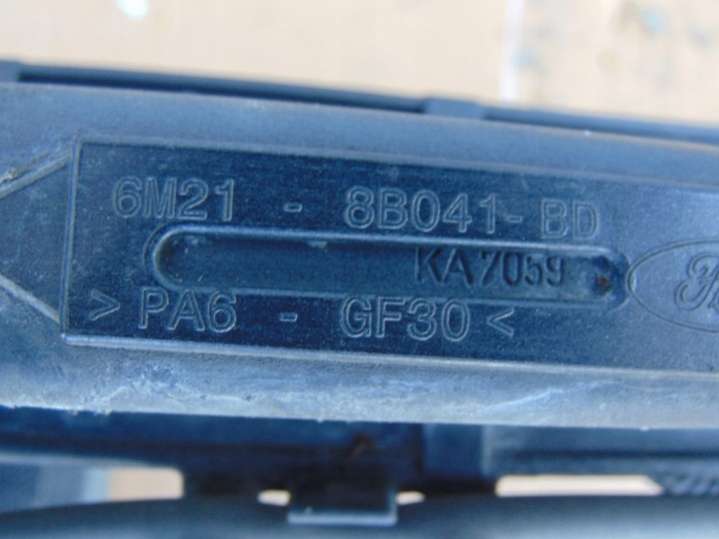 6M21 - 8B041-BD
KA7059
> PA6 - GF30 <